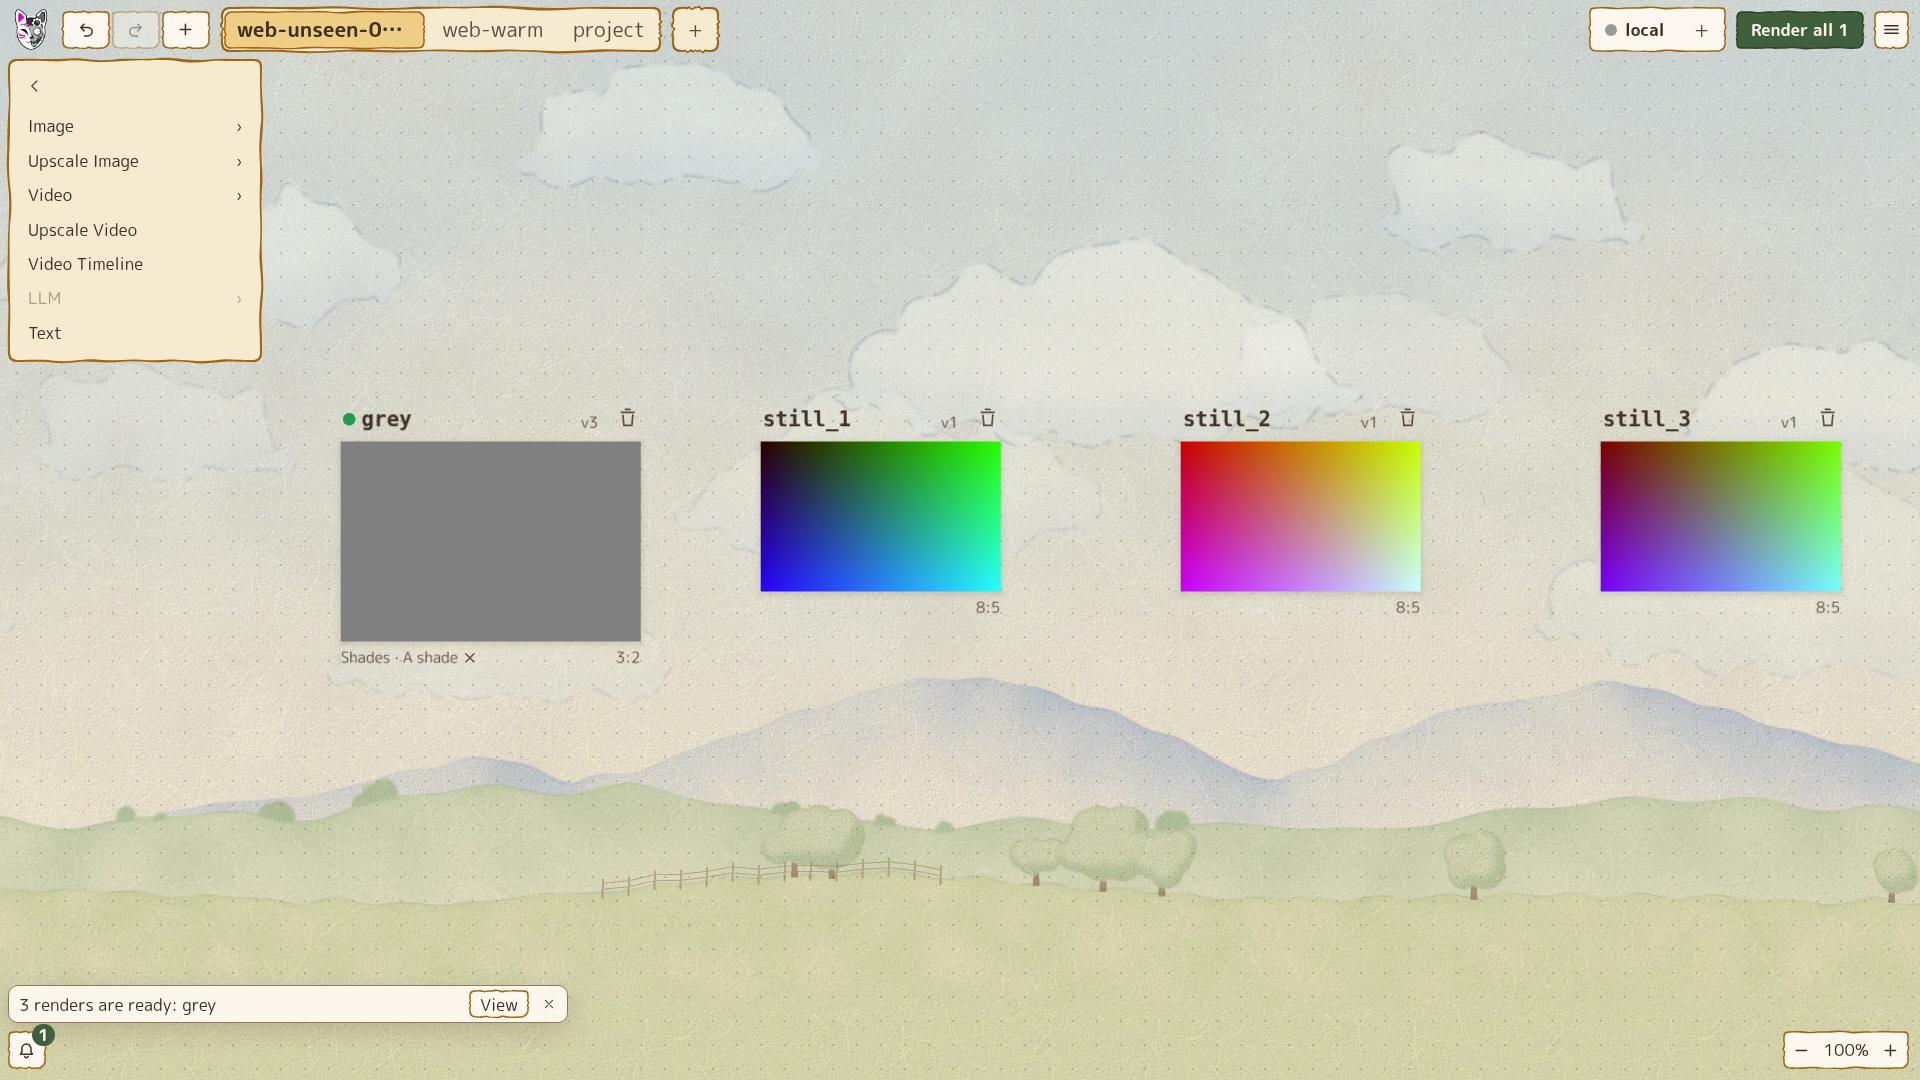 web-unseen-0··· web-warm project + local + Render all 1
Image
Upscale Image
Video
Upscale Video
Video Timeline
LLM
Text
grey v3
still_1 v1
still_2 v1
still_3 v1
8:5
8:5
8:5
Shades · A shade × 3:2
3 renders are ready: grey View ×
1
− 100% +